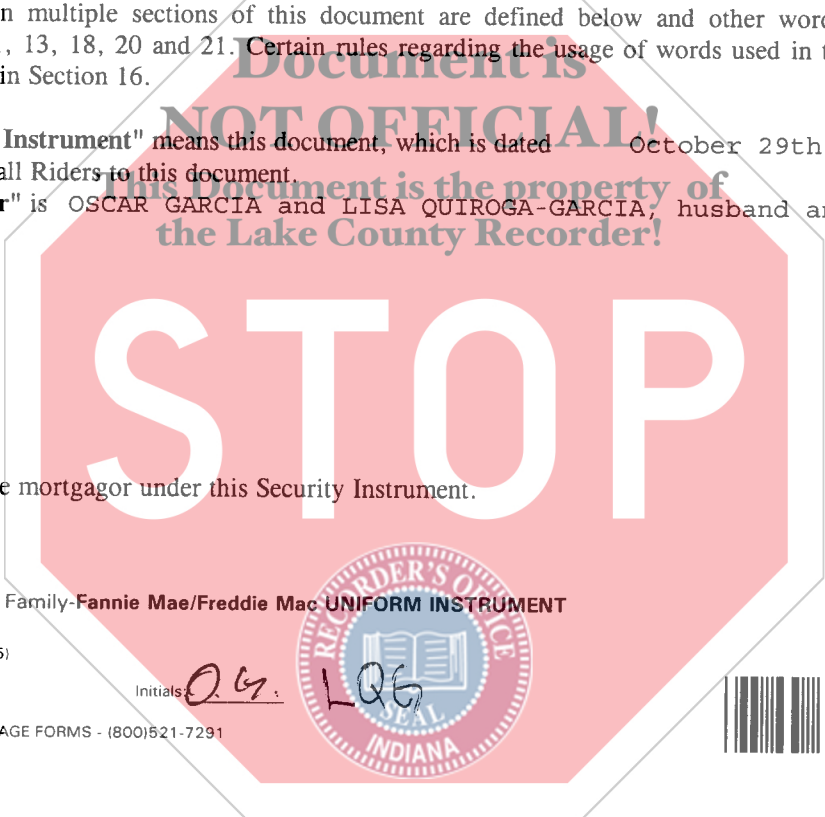 n multiple sections of this document are defined below and other wor
, 13, 18, 20 and 21. Certain rules regarding the usage of words used in t
in Section 16.
Document is
NOT OFFICIAL!
This Document is the property of
the Lake County Recorder!
Instrument" means this document, which is dated October 29th
all Riders to this document.
r" is OSCAR GARCIA and LISA QUIROGA-GARCIA, husband a
STOP
e mortgagor under this Security Instrument.
Family-Fannie Mae/Freddie Mac UNIFORM INSTRUMENT
5)
RECORDER'S OFFICE
SEAL
INDIANA
Initials: O.G. LQG
AGE FORMS - (800)521-7291